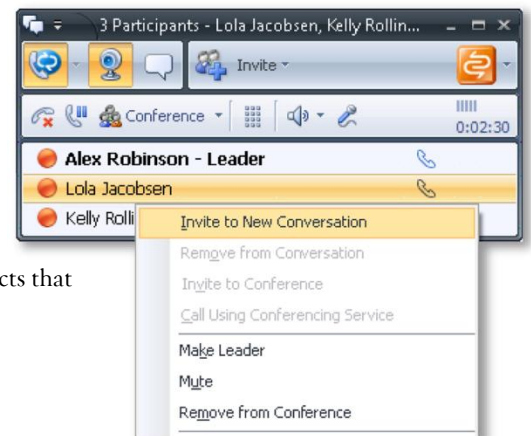 3 Participants - Lola Jacobsen, Kelly Rollin...
Invite
Conference
0:02:30
Alex Robinson - Leader
Lola Jacobsen
Kelly Rolli
Invite to New Conversation
Remove from Conversation
Invite to Conference
Call Using Conferencing Service
Make Leader
Mute
Remove from Conference
cts that